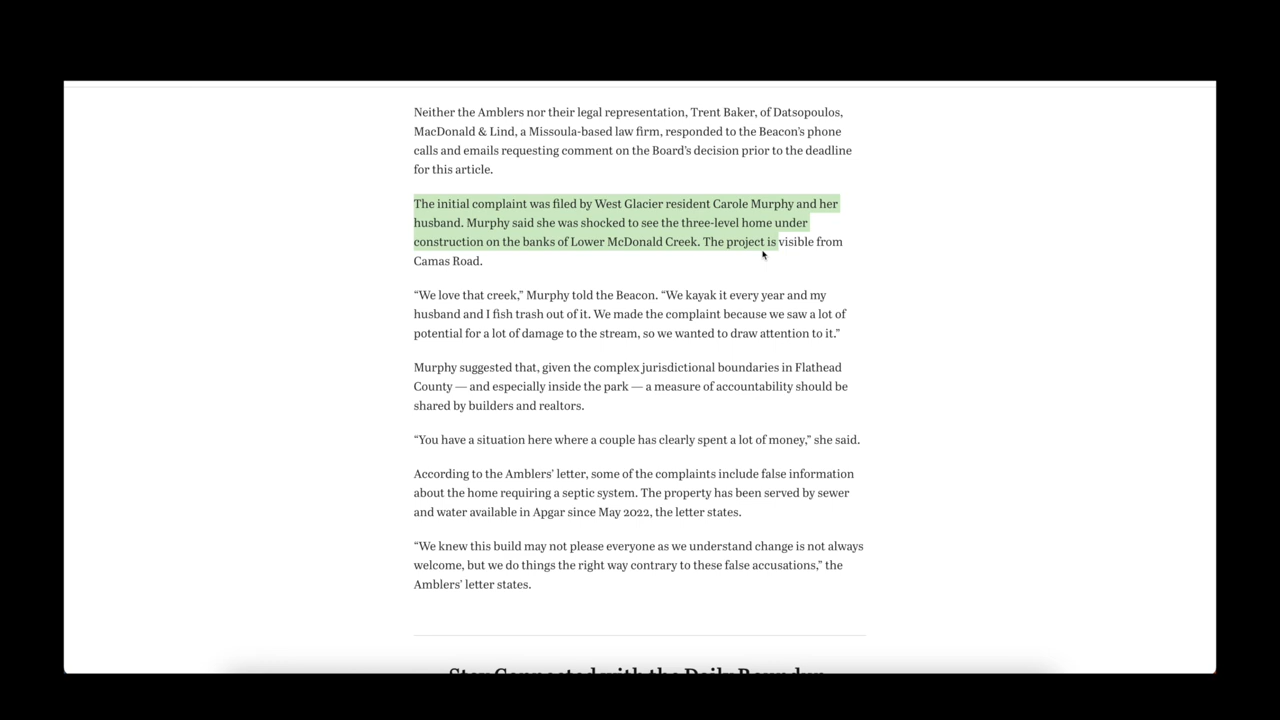 Neither the Amblers nor their legal representation, Trent Baker, of Datsopoulos,
MacDonald & Lind, a Missoula-based law firm, responded to the Beacon’s phone
calls and emails requesting comment on the Board’s decision prior to the deadline
for this article.
The initial complaint was filed by West Glacier resident Carole Murphy and her
husband. Murphy said she was shocked to see the three-level home under
construction on the banks of Lower McDonald Creek. The project is visible from
Camas Road.
“We love that creek,” Murphy told the Beacon. “We kayak it every year and my
husband and I fish trash out of it. We made the complaint because we saw a lot of
potential for a lot of damage to the stream, so we wanted to draw attention to it.”
Murphy suggested that, given the complex jurisdictional boundaries in Flathead
County — and especially inside the park — a measure of accountability should be
shared by builders and realtors.
“You have a situation here where a couple has clearly spent a lot of money,” she said.
According to the Amblers’ letter, some of the complaints include false information
about the home requiring a septic system. The property has been served by sewer
and water available in Apgar since May 2022, the letter states.
“We knew this build may not please everyone as we understand change is not always
welcome, but we do things the right way contrary to these false accusations,” the
Amblers’ letter states.
Stay Connected with the Daily Roundup